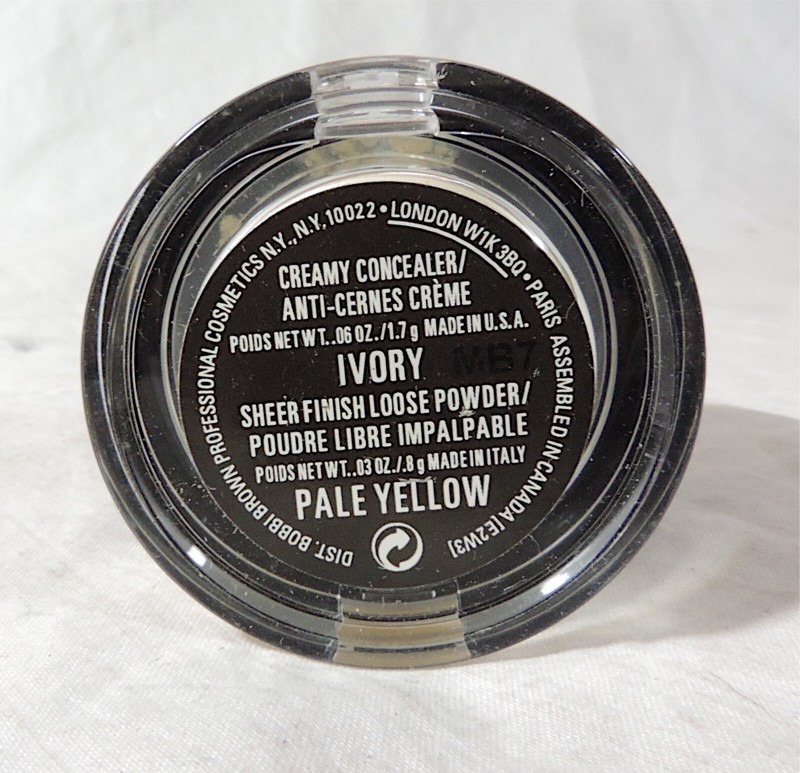 DIST. BOBBI BROWN PROFESSIONAL COSMETICS N.Y., N.Y, 10022 • LONDON W1K 3BQ • PARIS ASSEMBLED IN CANADA [E2W3]
CREAMY CONCEALER/
ANTI-CERNES CRÈME
POIDS NET WT..06 OZ./1.7 g MADE IN U.S.A.
IVORY MB7
SHEER FINISH LOOSE POWDER/
POUDRE LIBRE IMPALPABLE
POIDS NET WT..03 OZ./.8 g MADE IN ITALY
PALE YELLOW